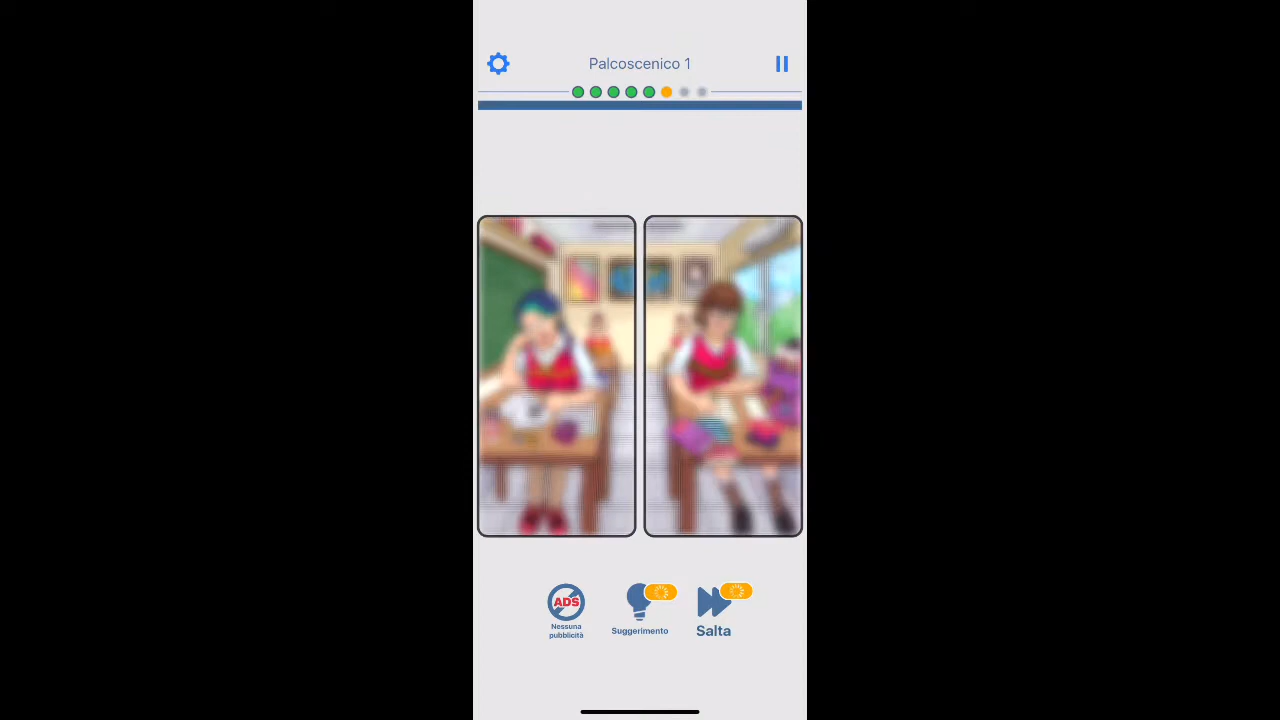 Palcoscenico 1
ADS
Nessuna
pubblicità
Suggerimento
Salta